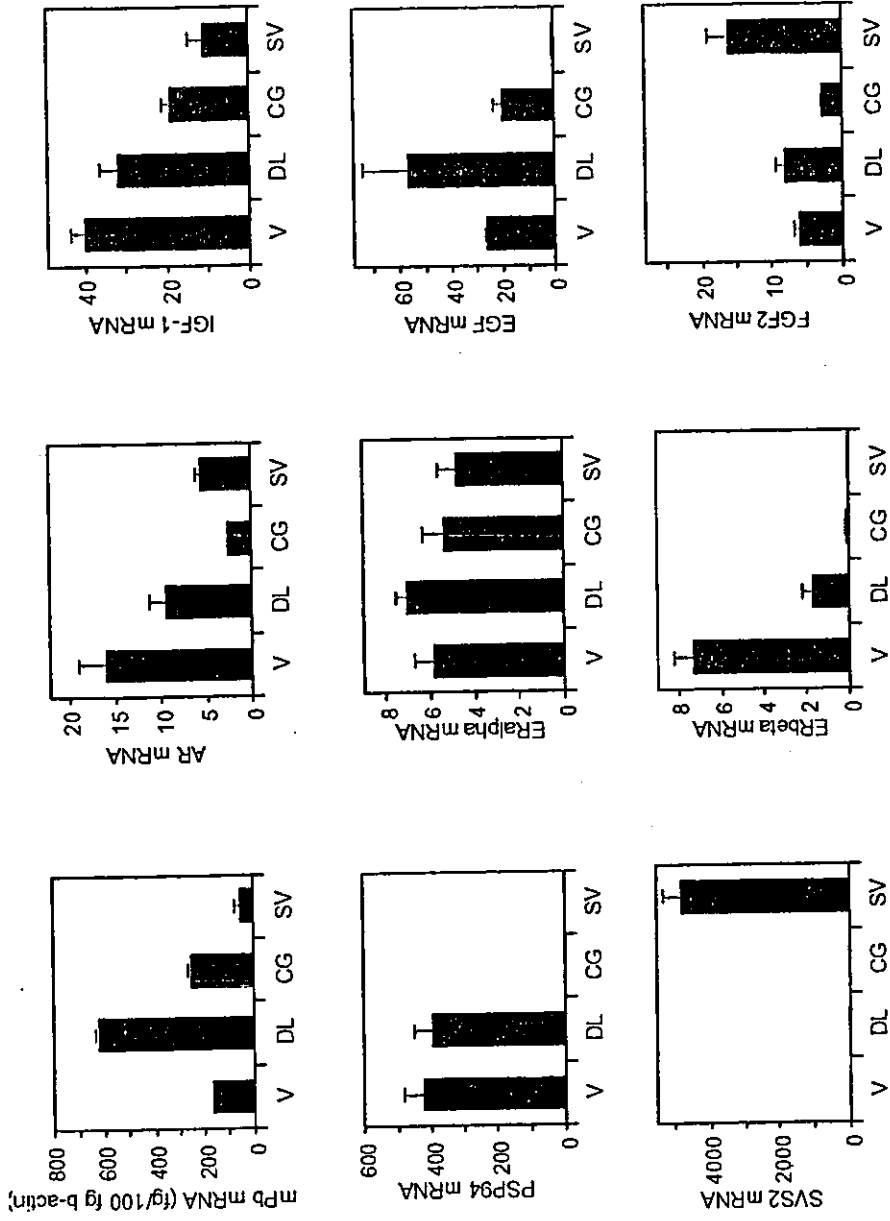 mPb mRNA (fg/100 fg b-actin)
800
600
400
200
0
V DL CG SV
AR mRNA
20
15
10
5
0
V DL CG SV
IGF-1 mRNA
40
20
0
V DL CG SV
PSP94 mRNA
600
400
200
0
V DL CG SV
ERalpha mRNA
8
6
4
2
0
V DL CG SV
EGF mRNA
60
40
20
0
V DL CG SV
SVS2 mRNA
4000
2000
0
V DL CG SV
ERbeta mRNA
8
6
4
2
0
V DL CG SV
FGF2 mRNA
20
10
0
V DL CG SV